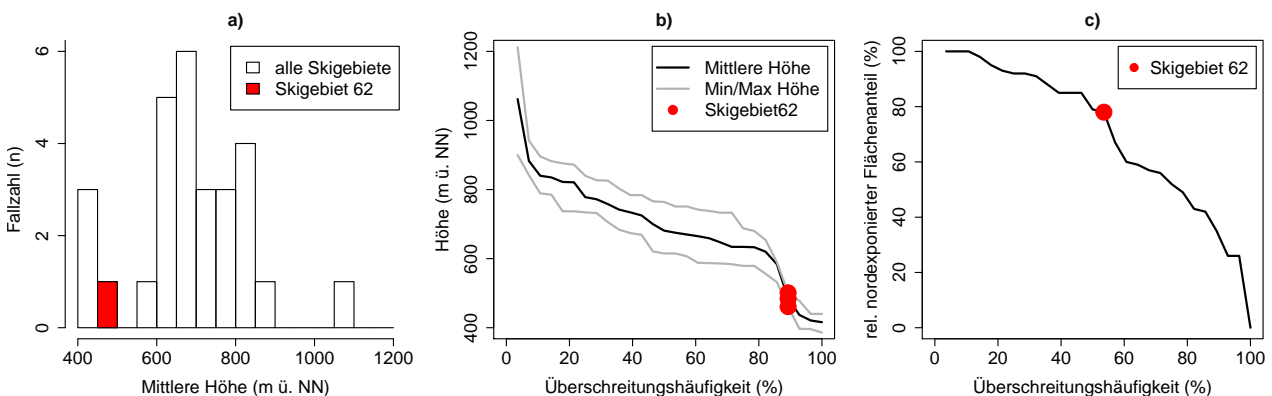 a)
Fallzahl (n)
6
4
2
0
alle Skigebiete
Skigebiet 62
400 600 800 1000 1200
Mittlere Höhe (m ü. NN)
b)
Höhe (m ü. NN)
1200
1000
800
600
400
Mittlere Höhe
Min/Max Höhe
Skigebiet62
0 20 40 60 80 100
Überschreitungshäufigkeit (%)
c)
rel. nordexponierter Flächenanteil (%)
100
80
60
40
20
0
Skigebiet 62
0 20 40 60 80 100
Überschreitungshäufigkeit (%)